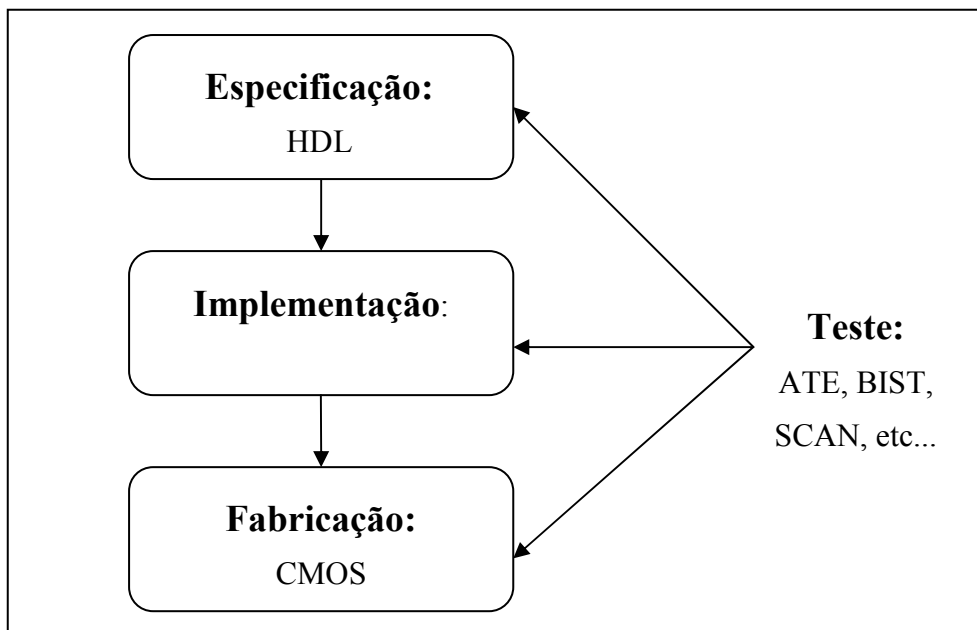 Especificação:
HDL
Implementação:
Teste:
ATE, BIST,
SCAN, etc...
Fabricação:
CMOS